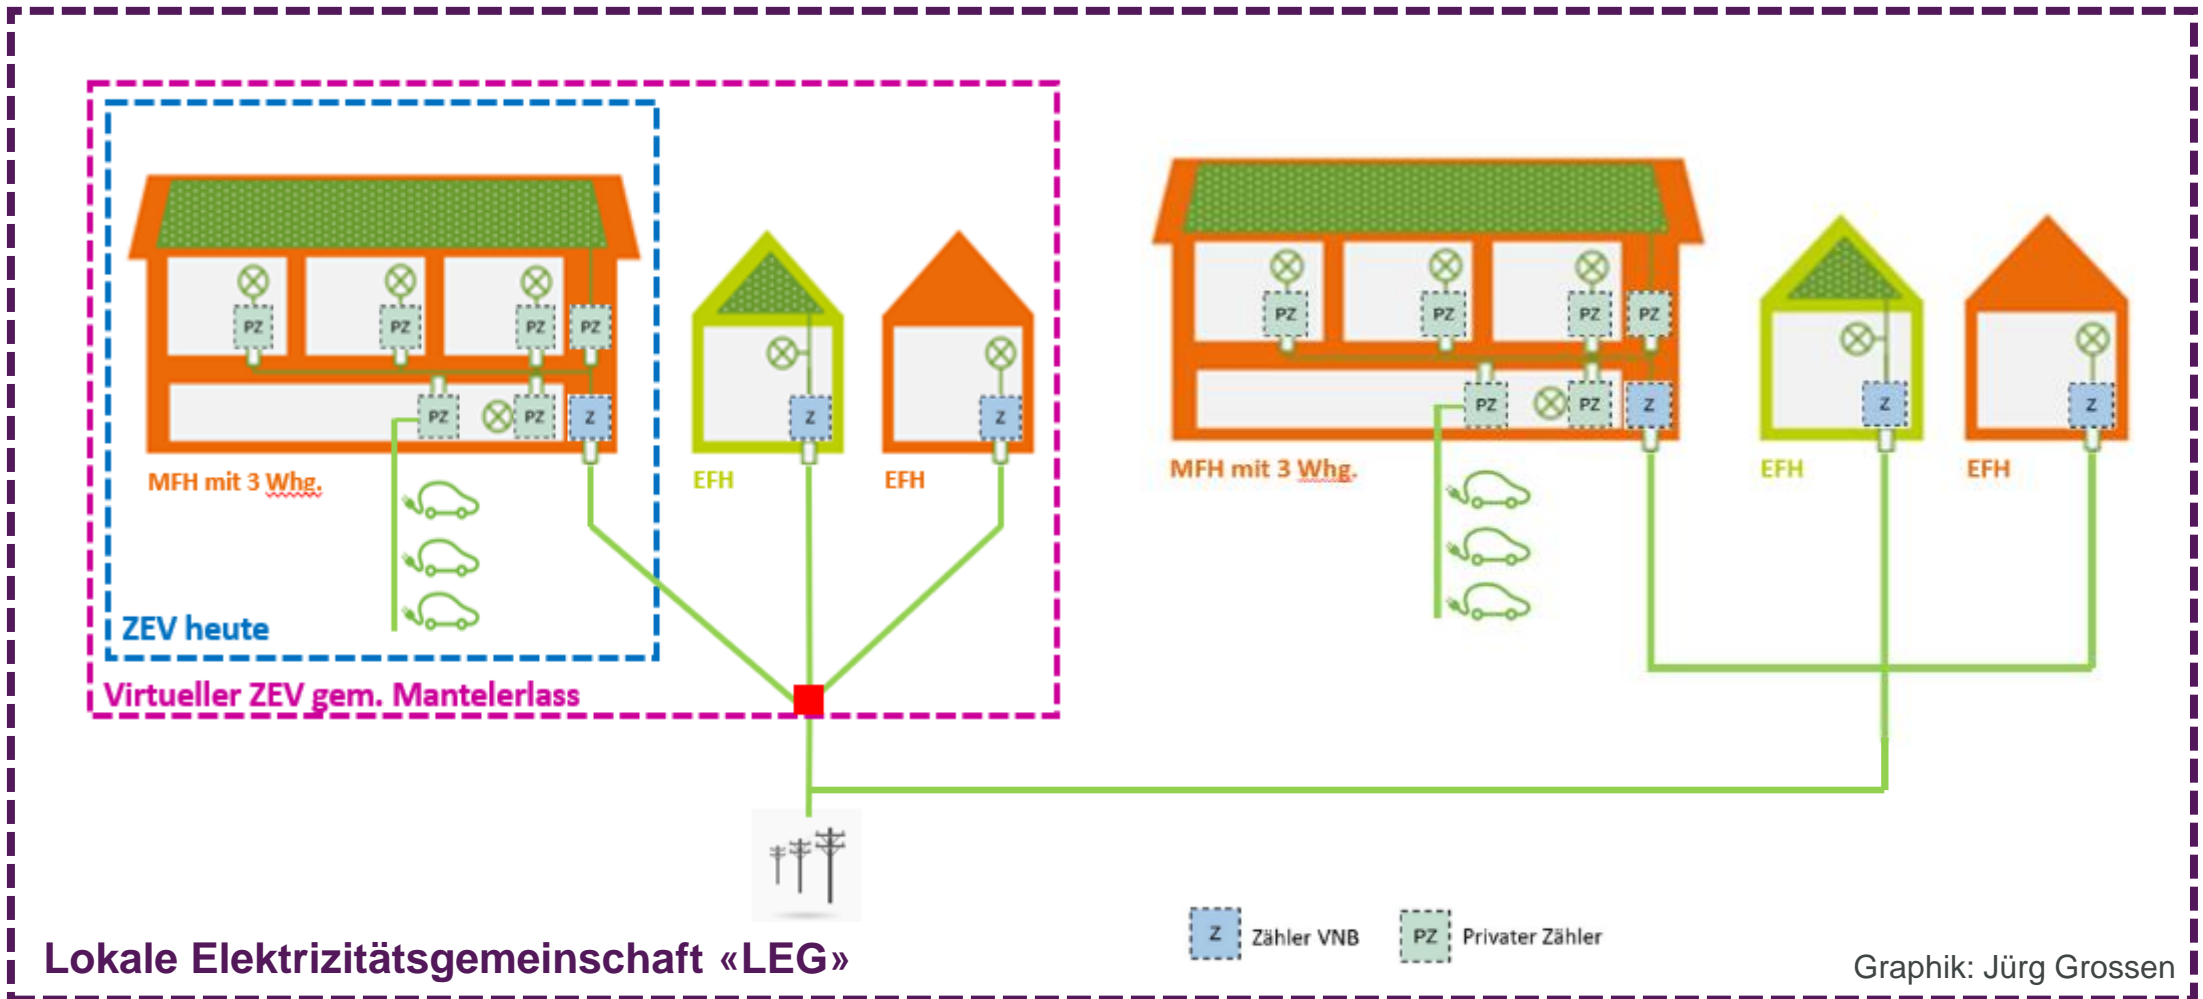 PZ
PZ
PZ
PZ
PZ
PZ
Z
Z
Z
MFH mit 3 Whg.
EFH
EFH
ZEV heute
Virtueller ZEV gem. Mantelerlass
PZ
PZ
PZ
PZ
PZ
PZ
Z
Z
Z
MFH mit 3 Whg.
EFH
EFH
Lokale Elektrizitätsgemeinschaft «LEG»
Z Zähler VNB
PZ Privater Zähler
Graphik: Jürg Grossen